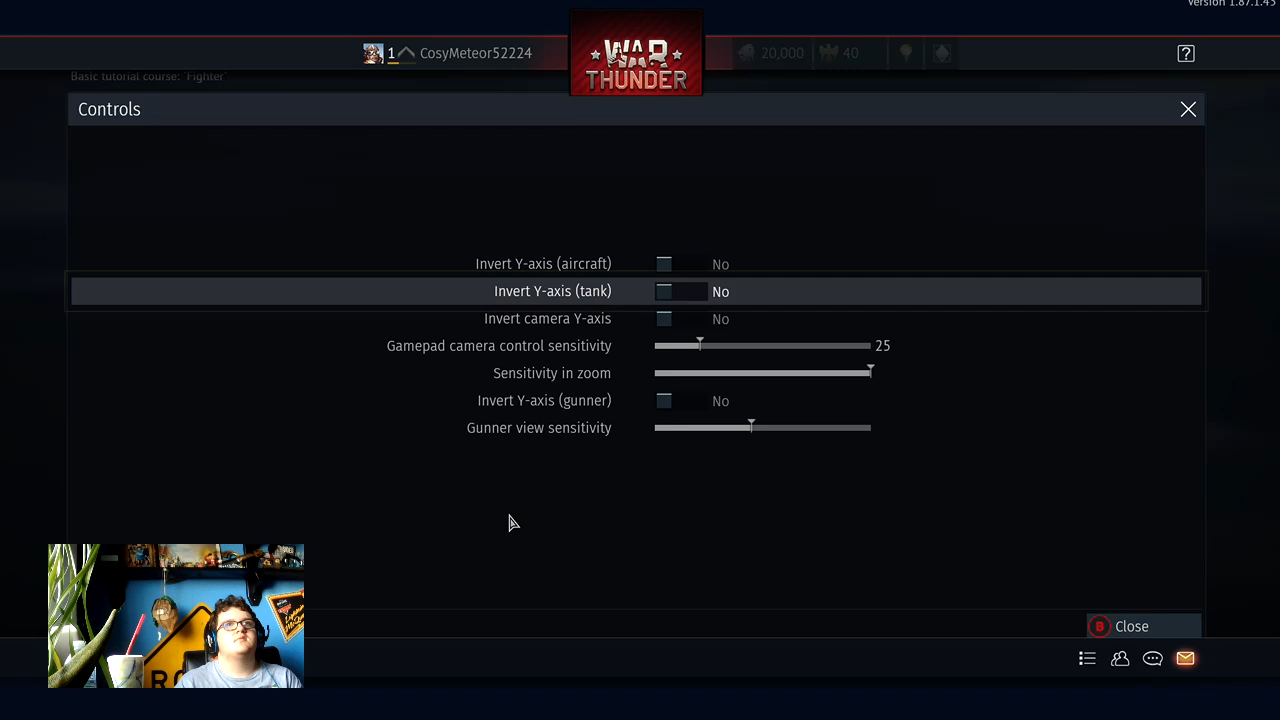 Version 1.87.1.45
1 CosyMeteor52224
WAR THUNDER
20,000
40
?
Basic tutorial course: 'Fighter'
Controls
Invert Y-axis (aircraft) No
Invert Y-axis (tank) No
Invert camera Y-axis No
Gamepad camera control sensitivity 25
Sensitivity in zoom
Invert Y-axis (gunner) No
Gunner view sensitivity
B Close